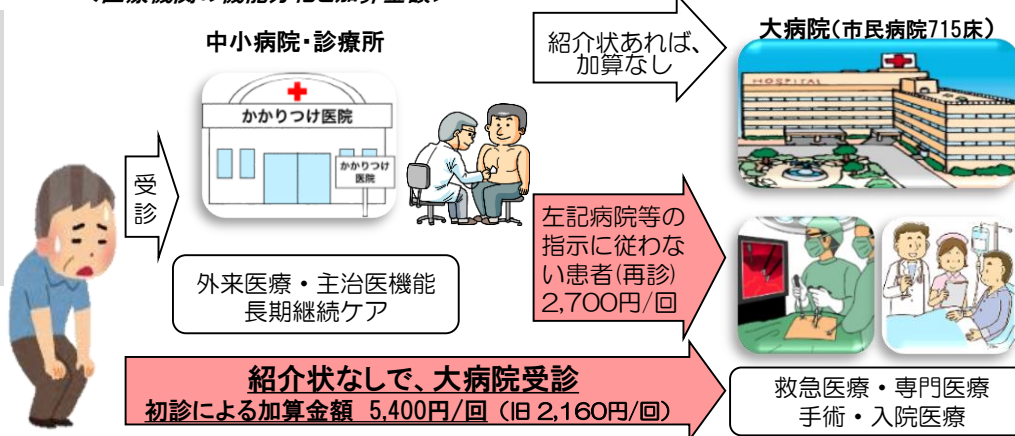 中小病院・診療所
かかりつけ医院
かかりつけ
医院
受
診
外来医療・主治医機能
長期継続ケア
紹介状あれば、
加算なし
大病院(市民病院715床)
HOSPITAL
左記病院等の
指示に従わな
い患者(再診)
2,700円/回
紹介状なしで、大病院受診
初診による加算金額 5,400円/回(旧2,160円/回)
救急医療・専門医療
手術・入院医療